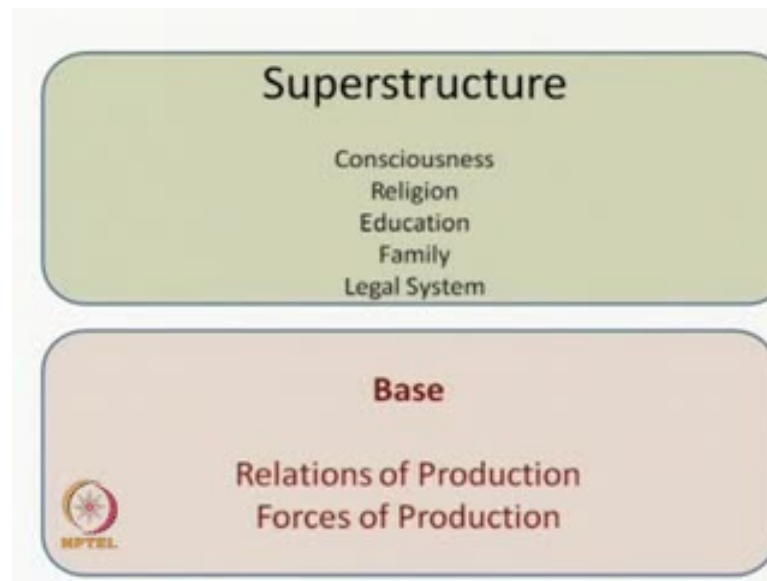 Superstructure
Consciousness
Religion
Education
Family
Legal System
Base
Relations of Production
Forces of Production
NPTEL